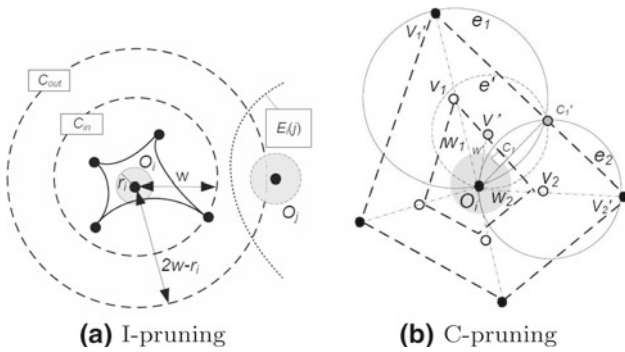 C_out
C_in
E_i(j)
O_i
r_i
w
O_j
2w-r_i
(a) I-pruning
V_1'
e_1
v_1
e'
v'
c_1'
w_1
w'
c_1
e_2
O_i
w_2
v_2
V_2'
(b) C-pruning